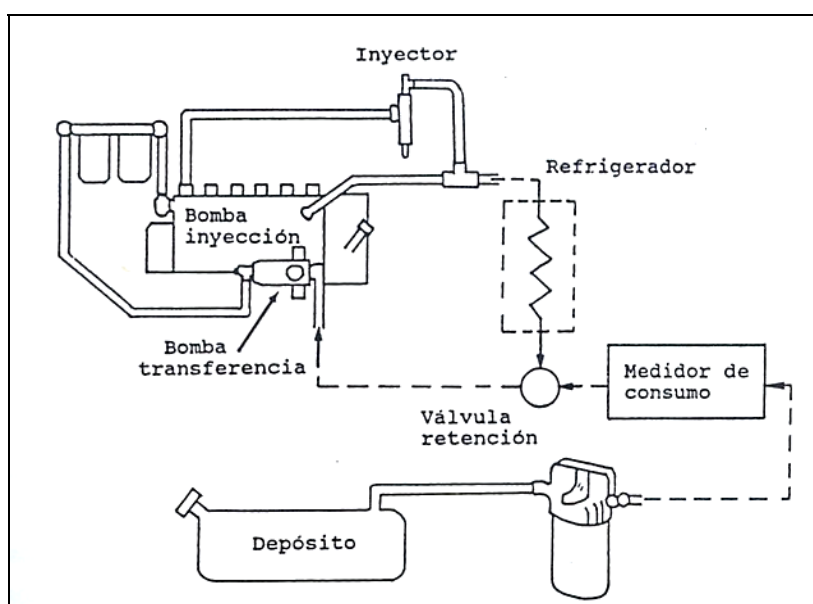 Inyector
Refrigerador
Bomba
inyección
Bomba
transferencia
Medidor de
consumo
Válvula
retención
Depósito